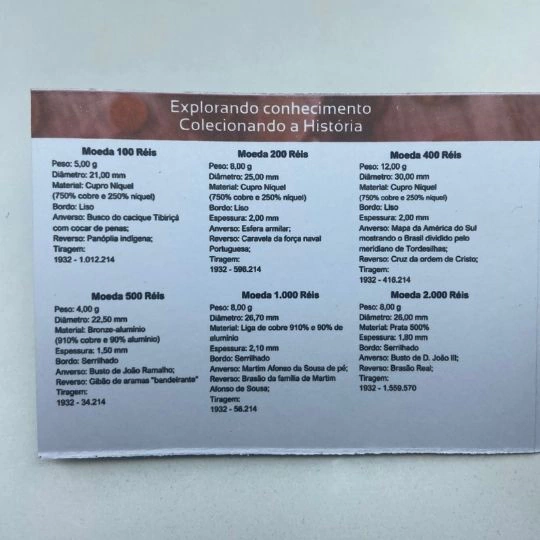 Explorando conhecimento
Colecionando a História
Moeda 100 Réis
Peso: 5,00 g
Diâmetro: 21,00 mm
Material: Cupro Níquel
(750% cobre e 250% níquel)
Bordo: Liso
Anverso: Busco do cacique Tibiriçá
com cocar de penas;
Reverso: Panóplia indígena;
Tiragem:
1932 - 1.012.214
Moeda 200 Réis
Peso: 8,00 g
Diâmetro: 25,00 mm
Material: Cupro Níquel
(750% cobre e 250% níquel)
Bordo: Liso
Espessura: 2,00 mm
Anverso: Esfera armilar;
Reverso: Caravela da força naval
Portuguesa;
Tiragem:
1932 - 596.214
Moeda 400 Réis
Peso: 12,00 g
Diâmetro: 30,00 mm
Material: Cupro Níquel
(750% cobre e 250% níquel)
Bordo: Liso
Espessura: 2,00 mm
Anverso: Mapa da América do Sul
mostrando o Brasil dividido pelo
meridiano de Tordesilhas;
Reverso: Cruz da ordem de Cristo;
Tiragem:
1932 - 416.214
Moeda 500 Réis
Peso: 4,00 g
Diâmetro: 22,50 mm
Material: Bronze-alumínio
(910% cobre e 90% alumínio)
Espessura: 1,50 mm
Bordo: Serrilhado
Anverso: Busto de João Ramalho;
Reverso: Gibão de aramas "bandeirante"
Tiragem:
1932 - 34.214
Moeda 1.000 Réis
Peso: 8,00 g
Diâmetro: 26,70 mm
Material: Liga de cobre 910% e 90% de
alumínio
Espessura: 2,10 mm
Bordo: Serrilhado
Anverso: Martim Afonso da Sousa de pé;
Reverso: Brasão da família de Martim
Afonso de Sousa;
Tiragem:
1932 - 56.214
Moeda 2.000 Réis
Peso: 8,00 g
Diâmetro: 26,00 mm
Material: Prata 500%
Espessura: 1,80 mm
Bordo: Serrilhado
Anverso: Busto de D. João III;
Reverso: Brasão Real;
Tiragem:
1932 - 1.559.570